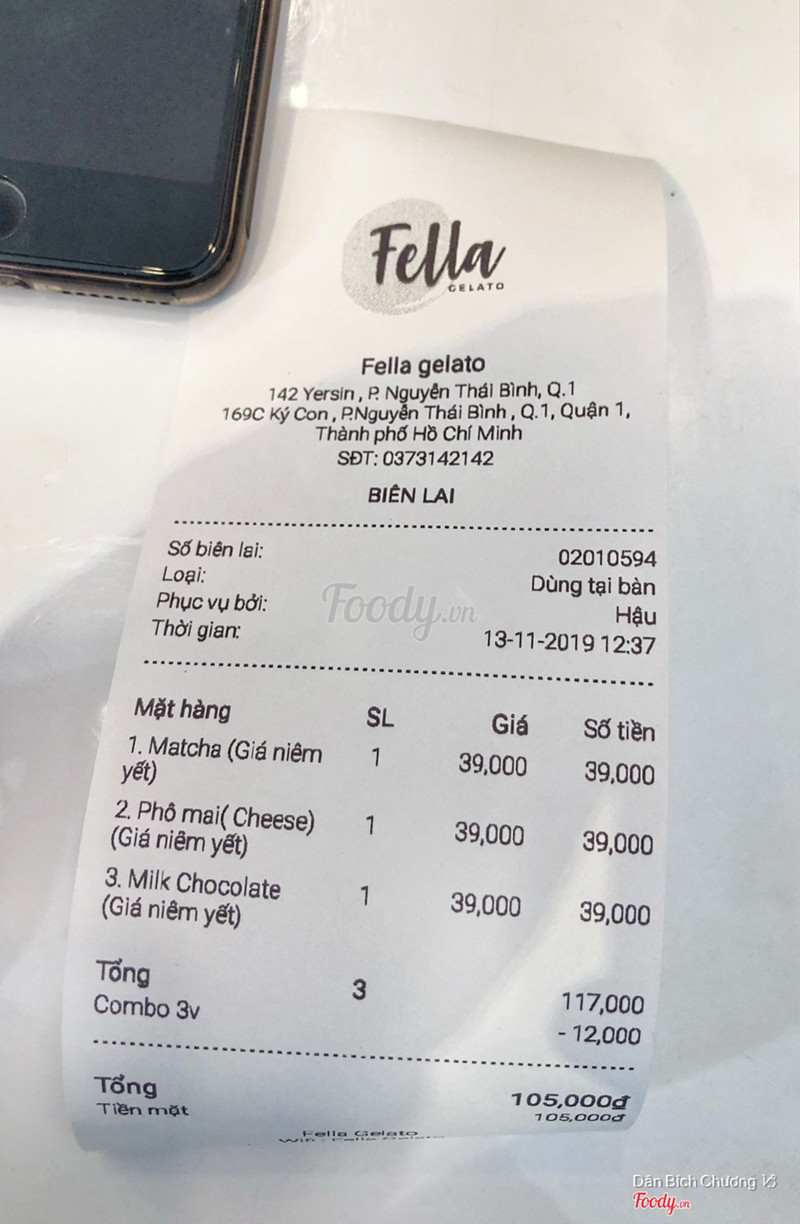 Fella
GELATO
Fella gelato
142 Yersin , P. Nguyễn Thái Bình, Q.1
169C Ký Con , P.Nguyễn Thái Bình , Q.1, Quận 1,
Thành phố Hồ Chí Minh
SĐT: 0373142142
BIÊN LAI
Số biên lai: 02010594
Loại: Dùng tại bàn
Phục vụ bởi: Hậu
Thời gian: 13-11-2019 12:37
Foody.vn
Mặt hàng SL Giá Số tiền
1. Matcha (Giá niêm 1 39,000 39,000
yết)
2. Phô mai( Cheese) 1 39,000 39,000
(Giá niêm yết)
3. Milk Chocolate 1 39,000 39,000
(Giá niêm yết)
Tổng 3 117,000
Combo 3v - 12,000
Tổng 105,000đ
Tiền mặt 105,000đ
Fella Gelato
Wifi : Fella Gelato
Dân Bích Chương
Foody.vn